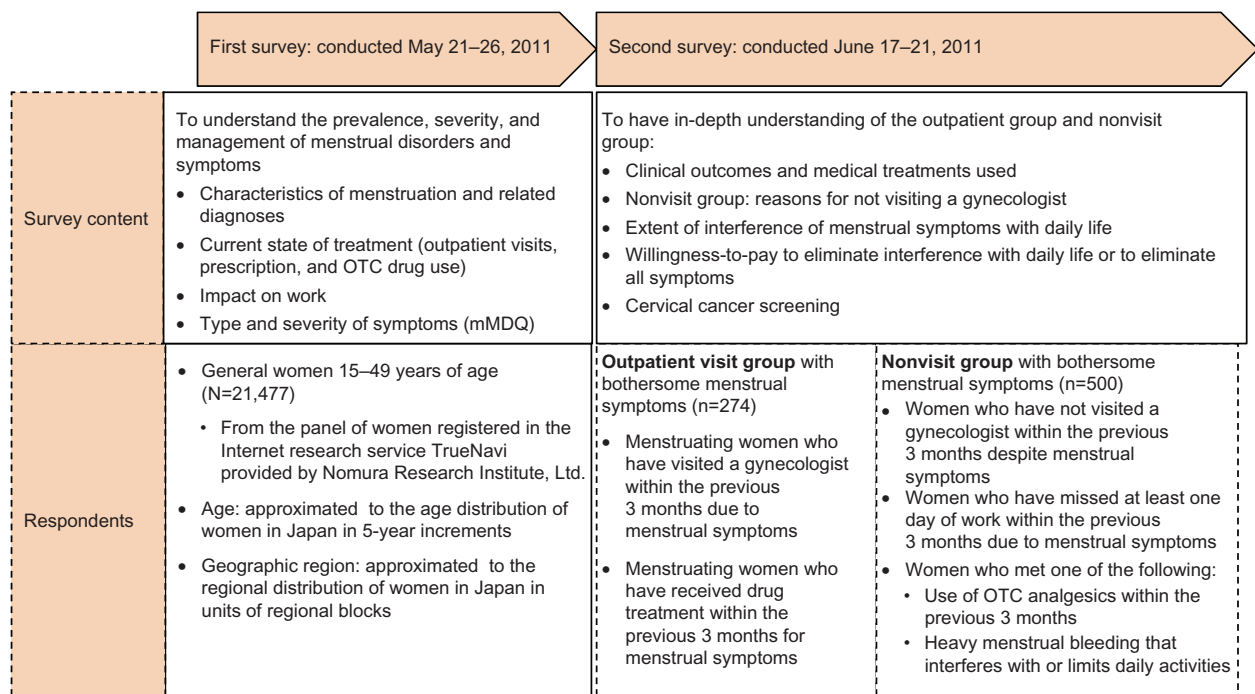 First survey: conducted May 21–26, 2011
Second survey: conducted June 17–21, 2011
Survey content
To understand the prevalence, severity, and
management of menstrual disorders and
symptoms
• Characteristics of menstruation and related
diagnoses
• Current state of treatment (outpatient visits,
prescription, and OTC drug use)
• Impact on work
• Type and severity of symptoms (mMDQ)
To have in-depth understanding of the outpatient group and nonvisit
group:
• Clinical outcomes and medical treatments used
• Nonvisit group: reasons for not visiting a gynecologist
• Extent of interference of menstrual symptoms with daily life
• Willingness-to-pay to eliminate interference with daily life or to eliminate
all symptoms
• Cervical cancer screening
Respondents
• General women 15–49 years of age
(N=21,477)
• From the panel of women registered in the
Internet research service TrueNavi
provided by Nomura Research Institute, Ltd.
• Age: approximated to the age distribution of
women in Japan in 5-year increments
• Geographic region: approximated to the
regional distribution of women in Japan in
units of regional blocks
Outpatient visit group with
bothersome menstrual
symptoms (n=274)
• Menstruating women who
have visited a gynecologist
within the previous
3 months due to
menstrual symptoms
• Menstruating women who
have received drug
treatment within the
previous 3 months for
menstrual symptoms
Nonvisit group with bothersome
menstrual symptoms (n=500)
• Women who have not visited a
gynecologist within the previous
3 months despite menstrual
symptoms
• Women who have missed at least one
day of work within the previous
3 months due to menstrual symptoms
• Women who met one of the following:
• Use of OTC analgesics within the
previous 3 months
• Heavy menstrual bleeding that
interferes with or limits daily activities